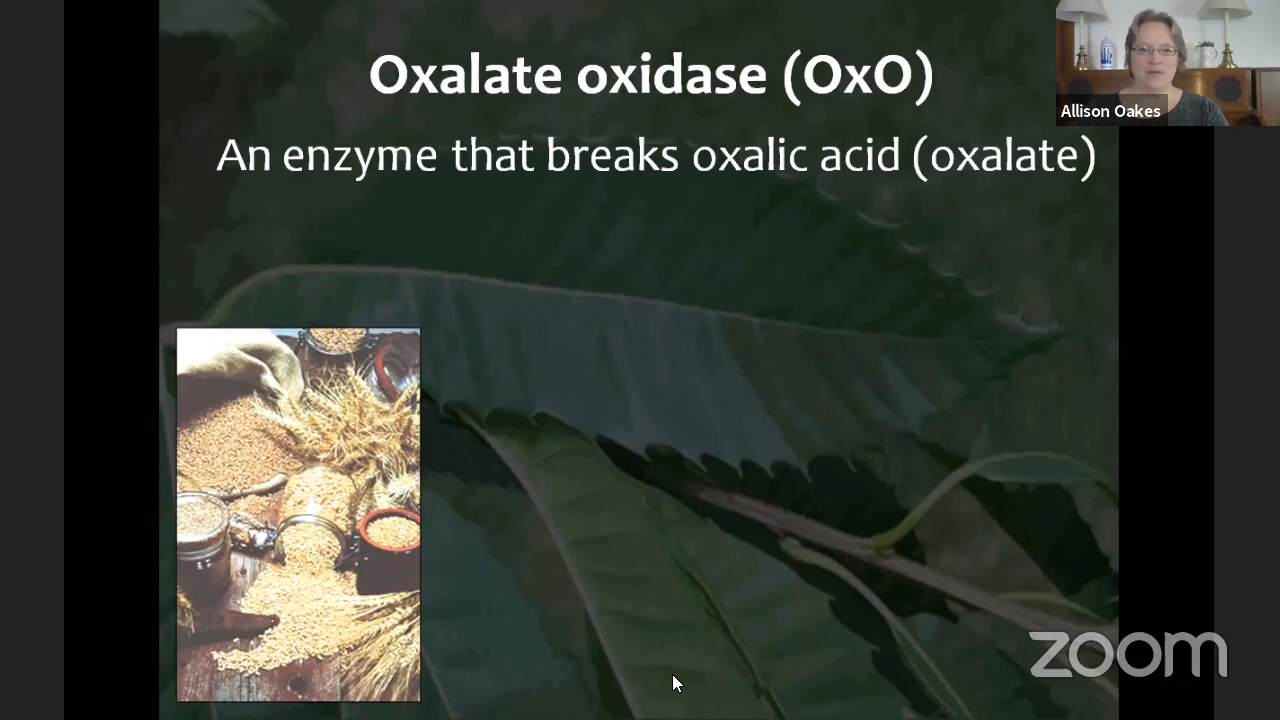 Oxalate oxidase (OxO)
An enzyme that breaks oxalic acid (oxalate)
Allison Oakes
zoom